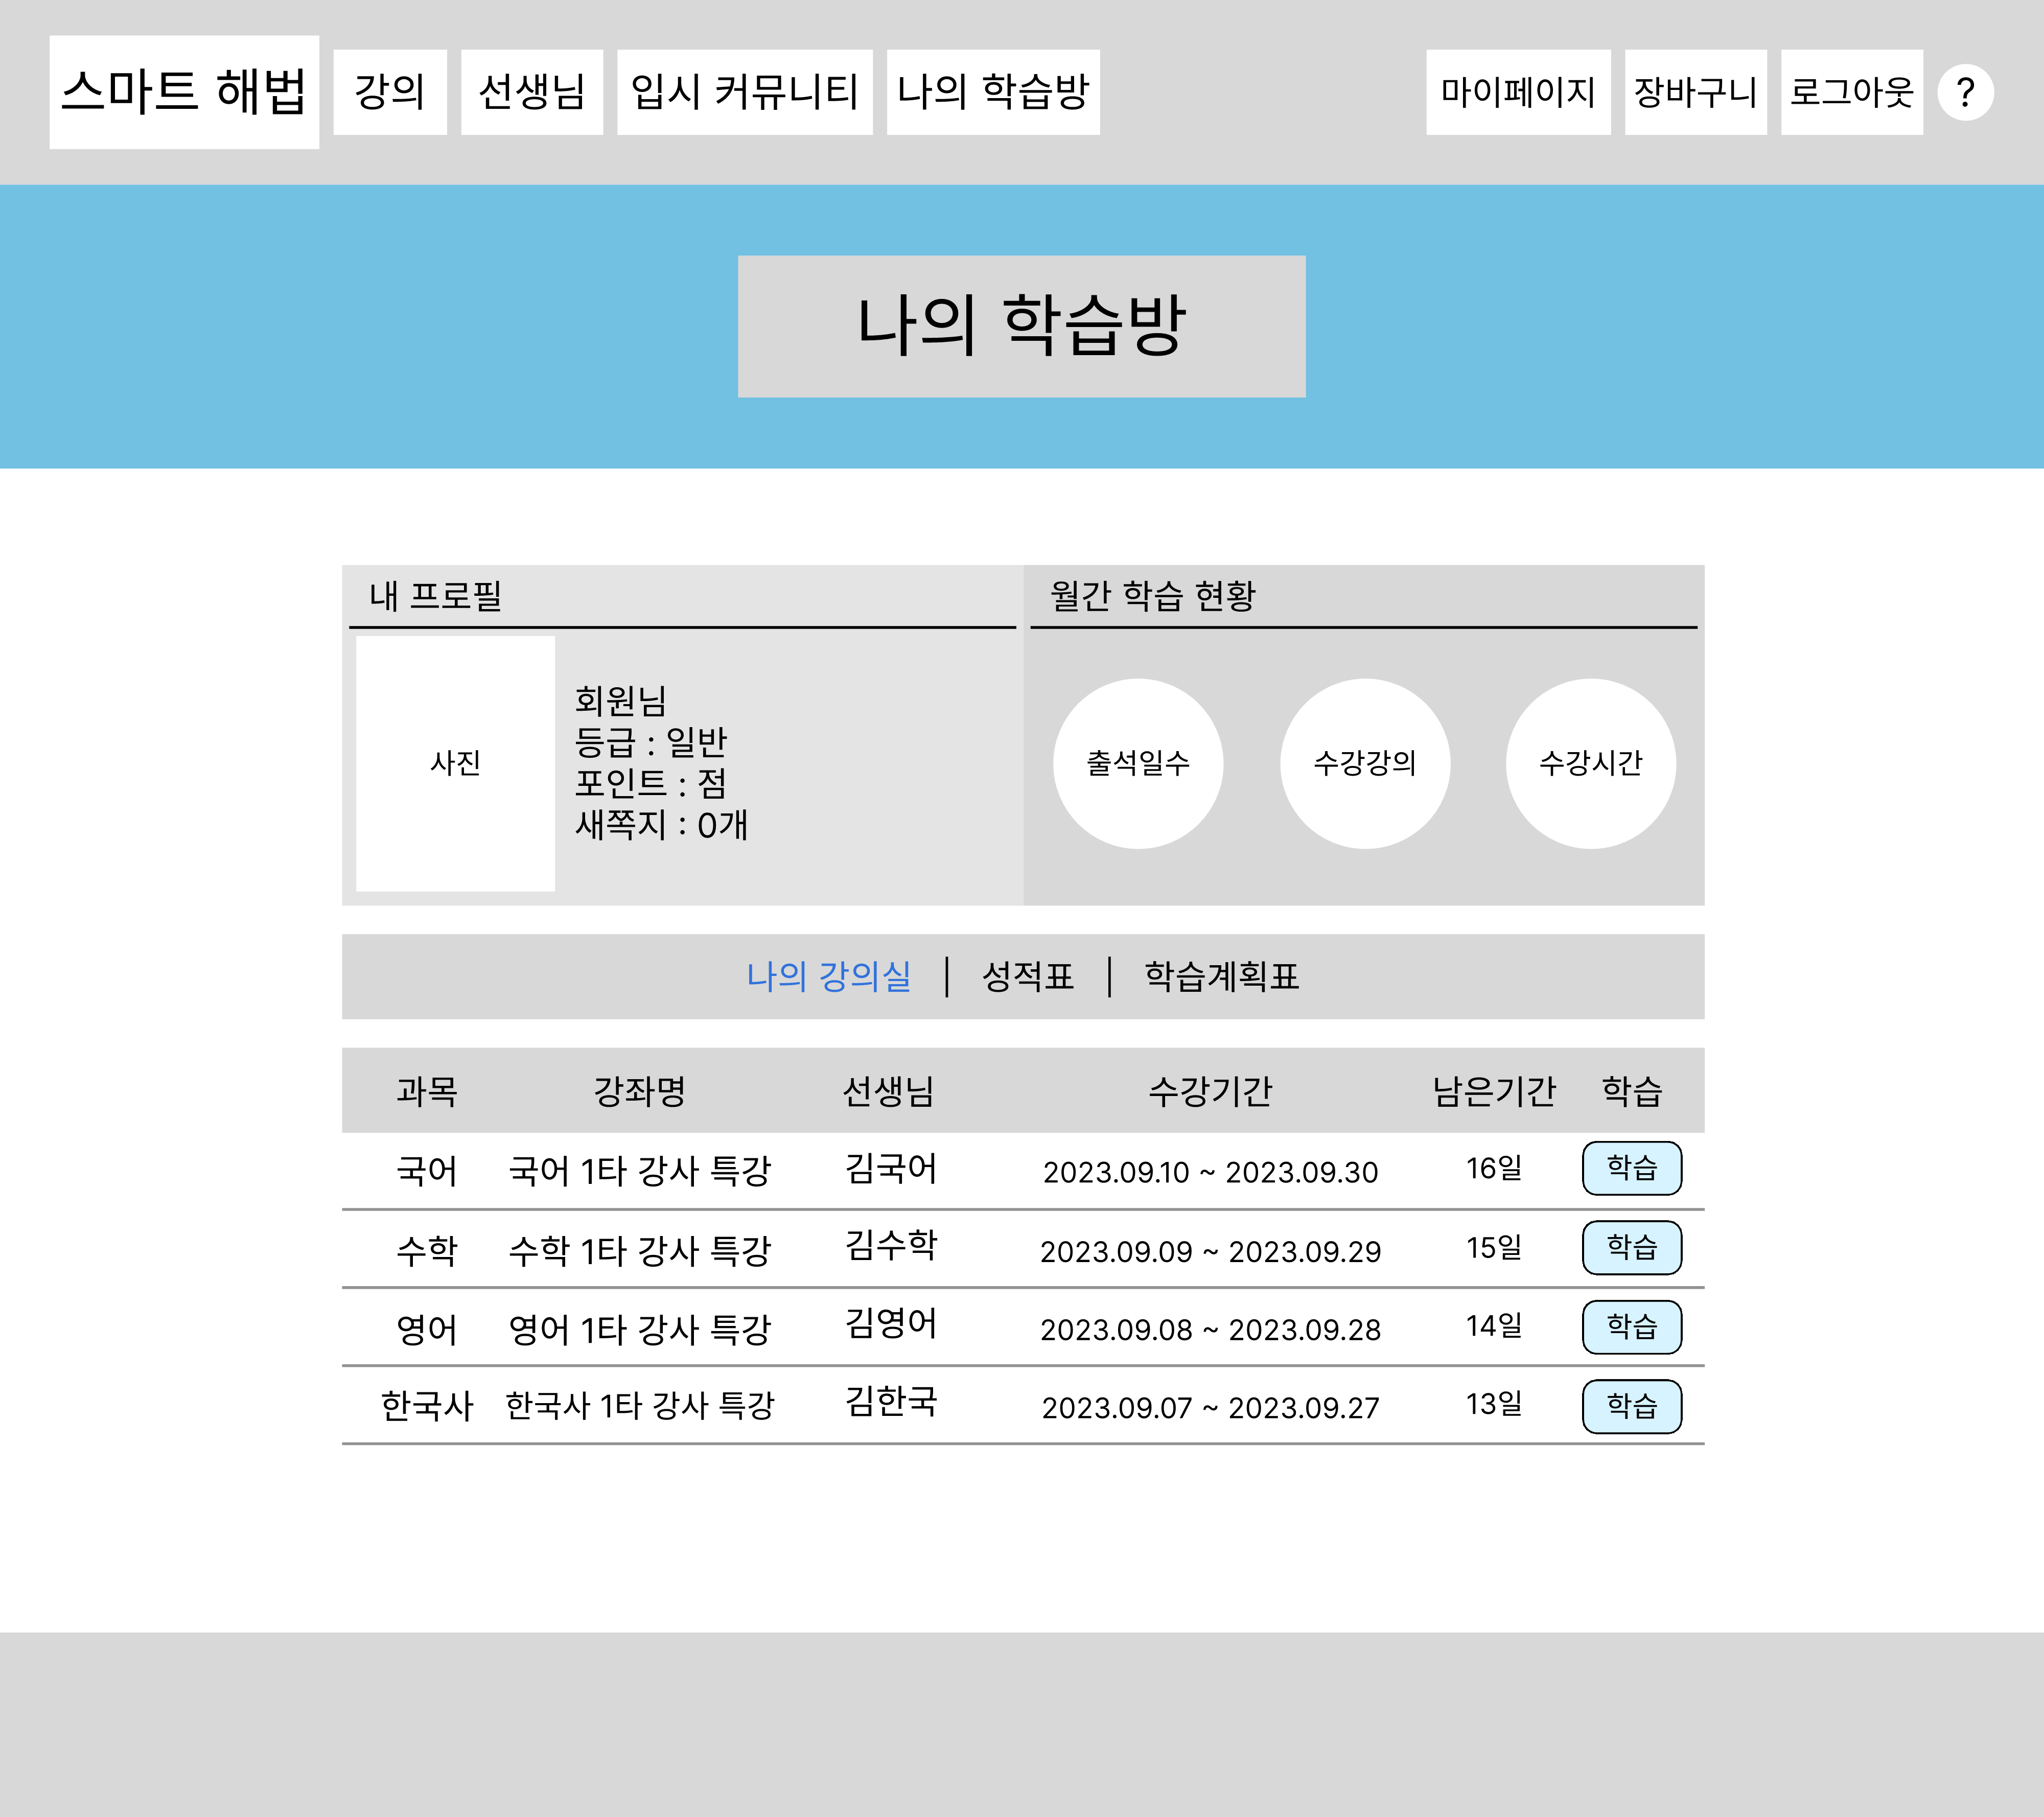 스마트 해법 강의 선생님 입시 커뮤니티 나의 학습방 마이페이지 장바구니 로그아웃 ?
나의 학습방
내 프로필
사진
회원님
등급 : 일반
포인트 : 점
새쪽지 : 0개
월간 학습 현황
출석일수 수강강의 수강시간
나의 강의실 | 성적표 | 학습계획표
과목 강좌명 선생님 수강기간 남은기간 학습
국어 국어 1타 강사 특강 김국어 2023.09.10 ~ 2023.09.30 16일 학습
수학 수학 1타 강사 특강 김수학 2023.09.09 ~ 2023.09.29 15일 학습
영어 영어 1타 강사 특강 김영어 2023.09.08 ~ 2023.09.28 14일 학습
한국사 한국사 1타 강사 특강 김한국 2023.09.07 ~ 2023.09.27 13일 학습